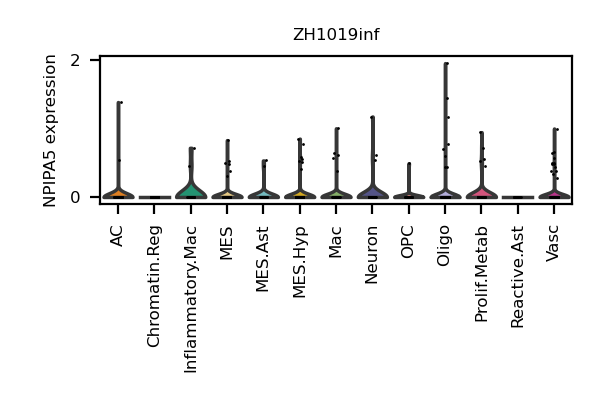 ZH1019inf
NPIPA5 expression
2
0
AC
Chromatin.Reg
Inflammatory.Mac
MES
MES.Ast
MES.Hyp
Mac
Neuron
OPC
Oligo
Prolif.Metab
Reactive.Ast
Vasc